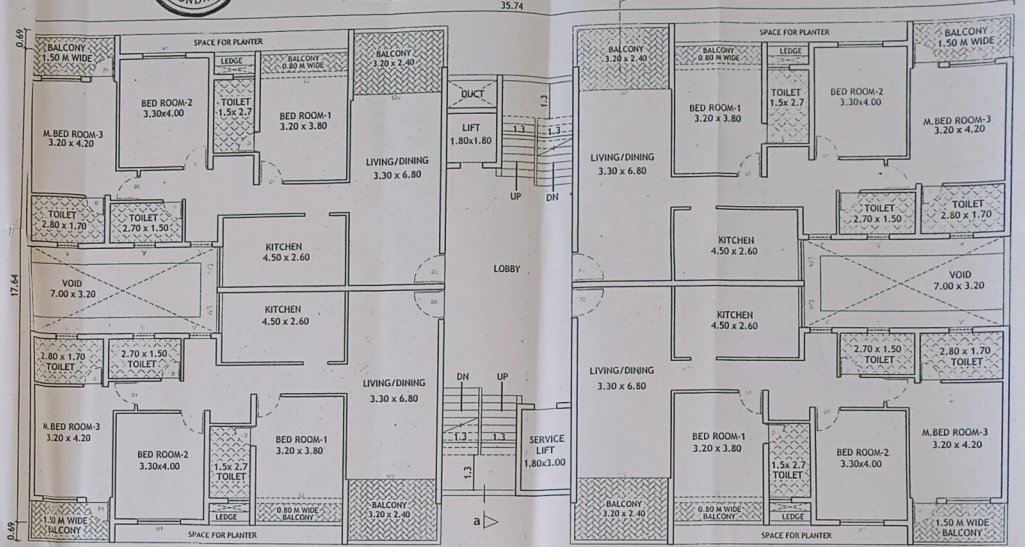 35.74
0.69
17.64
0.69
BALCONY
1.50 M WIDE
SPACE FOR PLANTER
BED ROOM-2
3.30x4.00
LEDGE
TOILET
1.5x 2.7
BALCONY
0.80 M WIDE
BED ROOM-1
3.20 x 3.80
BALCONY
3.20 x 2.40
M.BED ROOM-3
3.20 x 4.20
LIVING/DINING
3.30 x 6.80
TOILET
2.80 x 1.70
TOILET
2.70 x 1.50
KITCHEN
4.50 x 2.60
VOID
7.00 x 3.20
DUCT
LIFT
1.80x1.80
1.3
1.3
1.3
UP
DN
LOBBY
BALCONY
3.20 x 2.40
SPACE FOR PLANTER
BALCONY
0.80 M WIDE
LEDGE
TOILET
1.5x 2.7
BED ROOM-1
3.20 x 3.80
BED ROOM-2
3.30x4.00
BALCONY
1.50 M WIDE
M.BED ROOM-3
3.20 x 4.20
LIVING/DINING
3.30 x 6.80
TOILET
2.70 x 1.50
TOILET
2.80 x 1.70
KITCHEN
4.50 x 2.60
VOID
7.00 x 3.20
KITCHEN
4.50 x 2.60
2.80 x 1.70
TOILET
2.70 x 1.50
TOILET
LIVING/DINING
3.30 x 6.80
M.BED ROOM-3
3.20 x 4.20
BED ROOM-2
3.30x4.00
1.5x 2.7
TOILET
BED ROOM-1
3.20 x 3.80
1.50 M WIDE
BALCONY
LEDGE
0.80 M WIDE
BALCONY
BALCONY
3.20 x 2.40
SPACE FOR PLANTER
DN
UP
1.3
1.3
1.3
SERVICE
LIFT
1.80x3.00
a
KITCHEN
4.50 x 2.60
2.70 x 1.50
TOILET
2.80 x 1.70
TOILET
LIVING/DINING
3.30 x 6.80
BED ROOM-1
3.20 x 3.80
1.5x 2.7
TOILET
BED ROOM-2
3.30x4.00
M.BED ROOM-3
3.20 x 4.20
BALCONY
3.20 x 2.40
0.80 M WIDE
BALCONY
LEDGE
1.50 M WIDE
BALCONY
SPACE FOR PLANTER